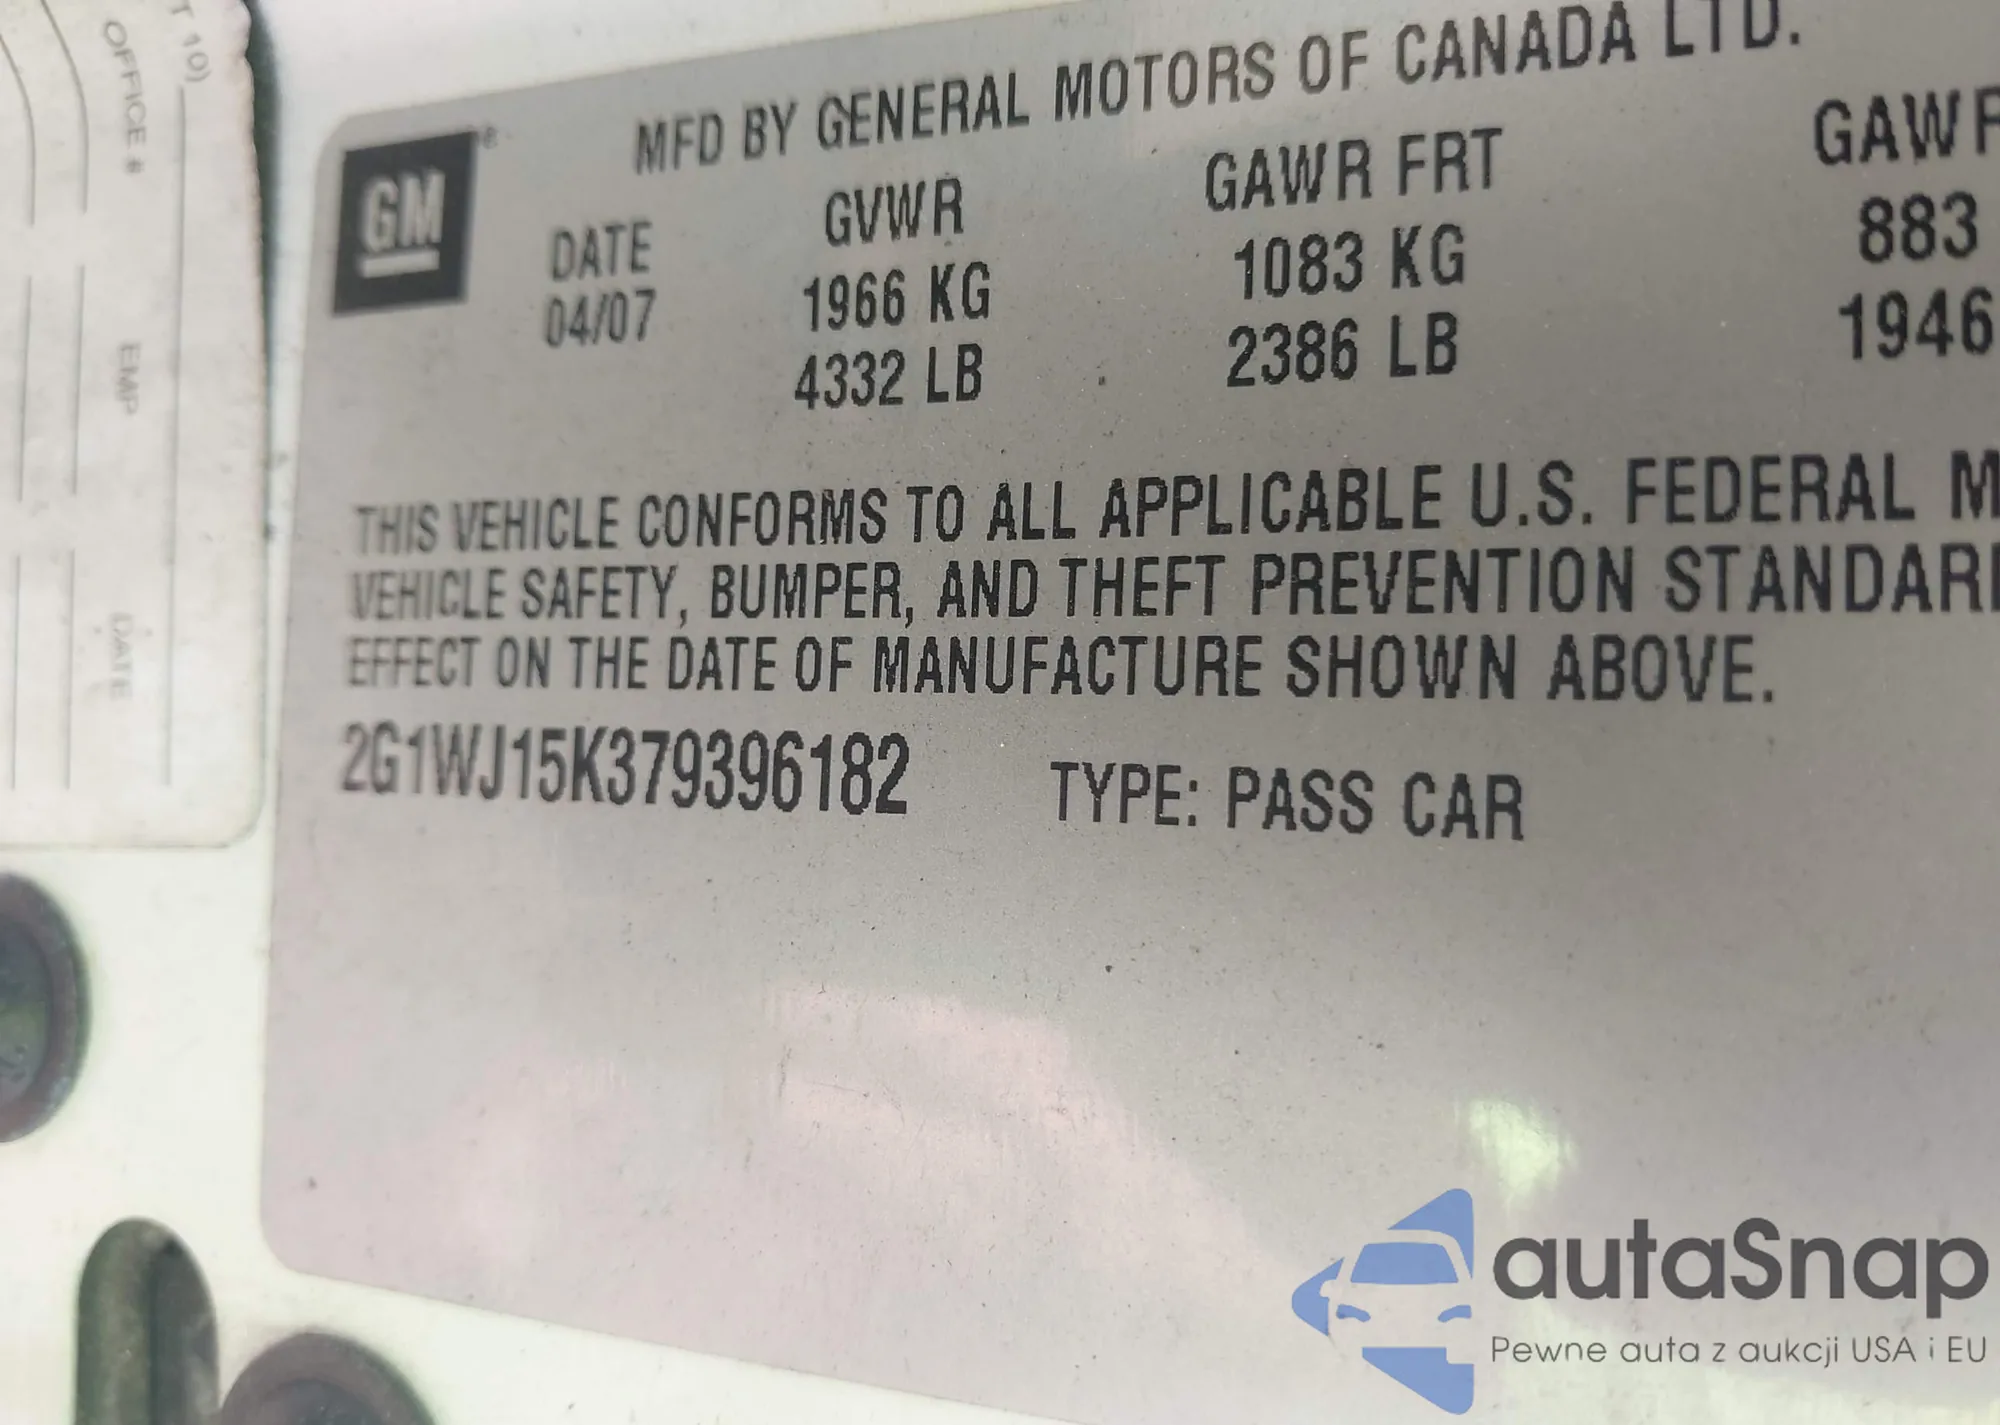 T 10)
OFFICE #
EMP
DATE
GM
MFD BY GENERAL MOTORS OF CANADA LTD.
DATE GVWR GAWR FRT
04/07 1966 KG 1083 KG 883
4332 LB 2386 LB 1946
THIS VEHICLE CONFORMS TO ALL APPLICABLE U.S. FEDERAL M
VEHICLE SAFETY, BUMPER, AND THEFT PREVENTION STANDAR
EFFECT ON THE DATE OF MANUFACTURE SHOWN ABOVE.
2G1WJ15K379396182 TYPE: PASS CAR
autaSnap
Pewne auta z aukcji USA i EU